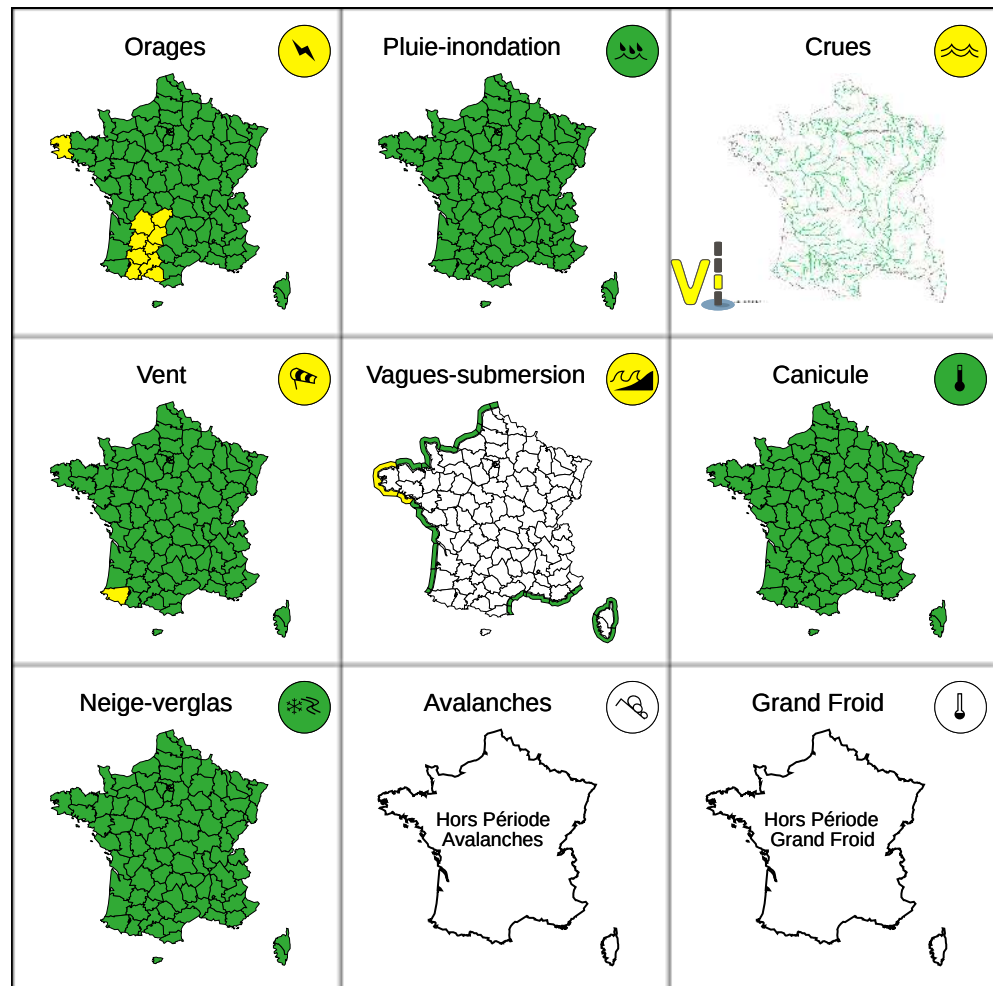 Orages
Pluie-inondation
Crues
Vi
Vent
Vagues-submersion
Canicule
Neige-verglas
Avalanches
Grand Froid
Hors Période
Avalanches
Hors Période
Grand Froid